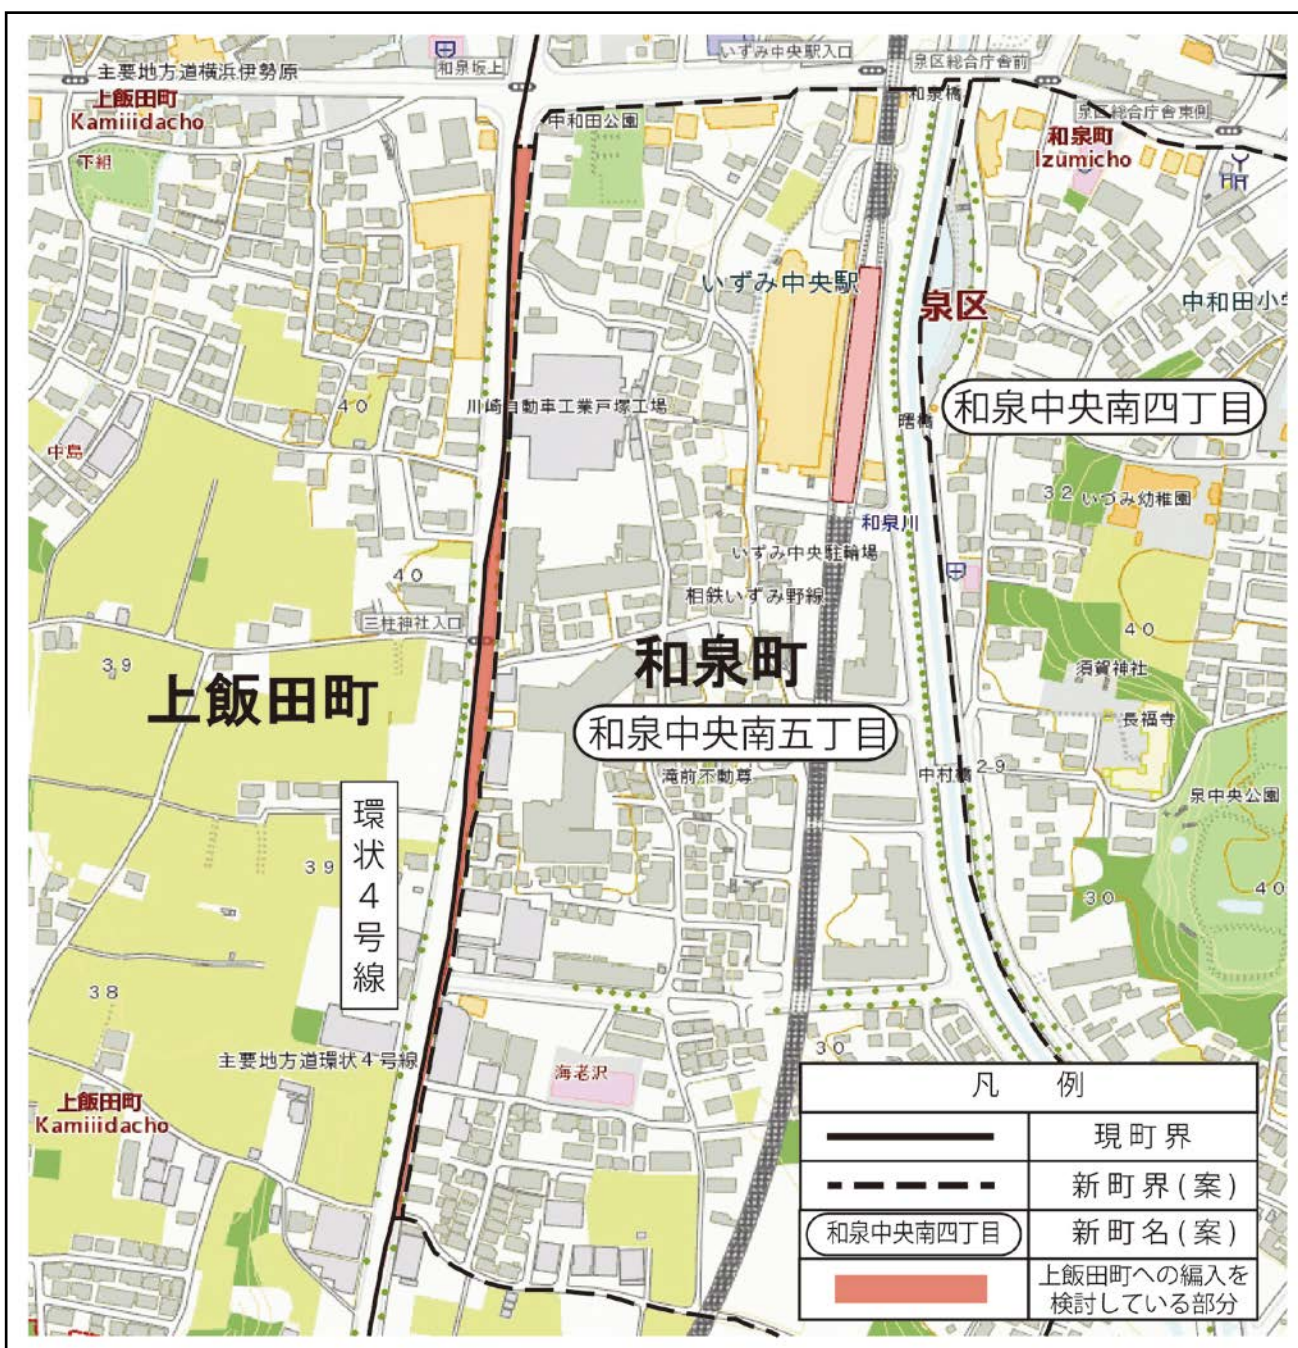 いずみ中央駅入口
泉区総合庁舎前
和泉坂上
主要地方道横浜伊勢原
上飯田町
Kamiiidacho
和泉橋
泉区総合庁舎東側
中和田公園
和泉町
Izumicho
下組
いずみ中央駅
泉区
中和田小学
40
川崎自動車工業戸塚工場
和泉中央南四丁目
曙橋
中島
32
いづみ幼稚園
和泉川
いずみ中央駐輪場
40
相鉄いずみ野線
三柱神社入口
40
39
和泉町
須賀神社
上飯田町
長福寺
和泉中央南五丁目
滝前不動尊
中村橋
29
泉中央公園
環状4号線
39
40
30
38
主要地方道環状4号線
30
海老沢
上飯田町
Kamiiidacho
凡例
現町界
新町界(案)
和泉中央南四丁目
新町名(案)
上飯田町への編入を
検討している部分